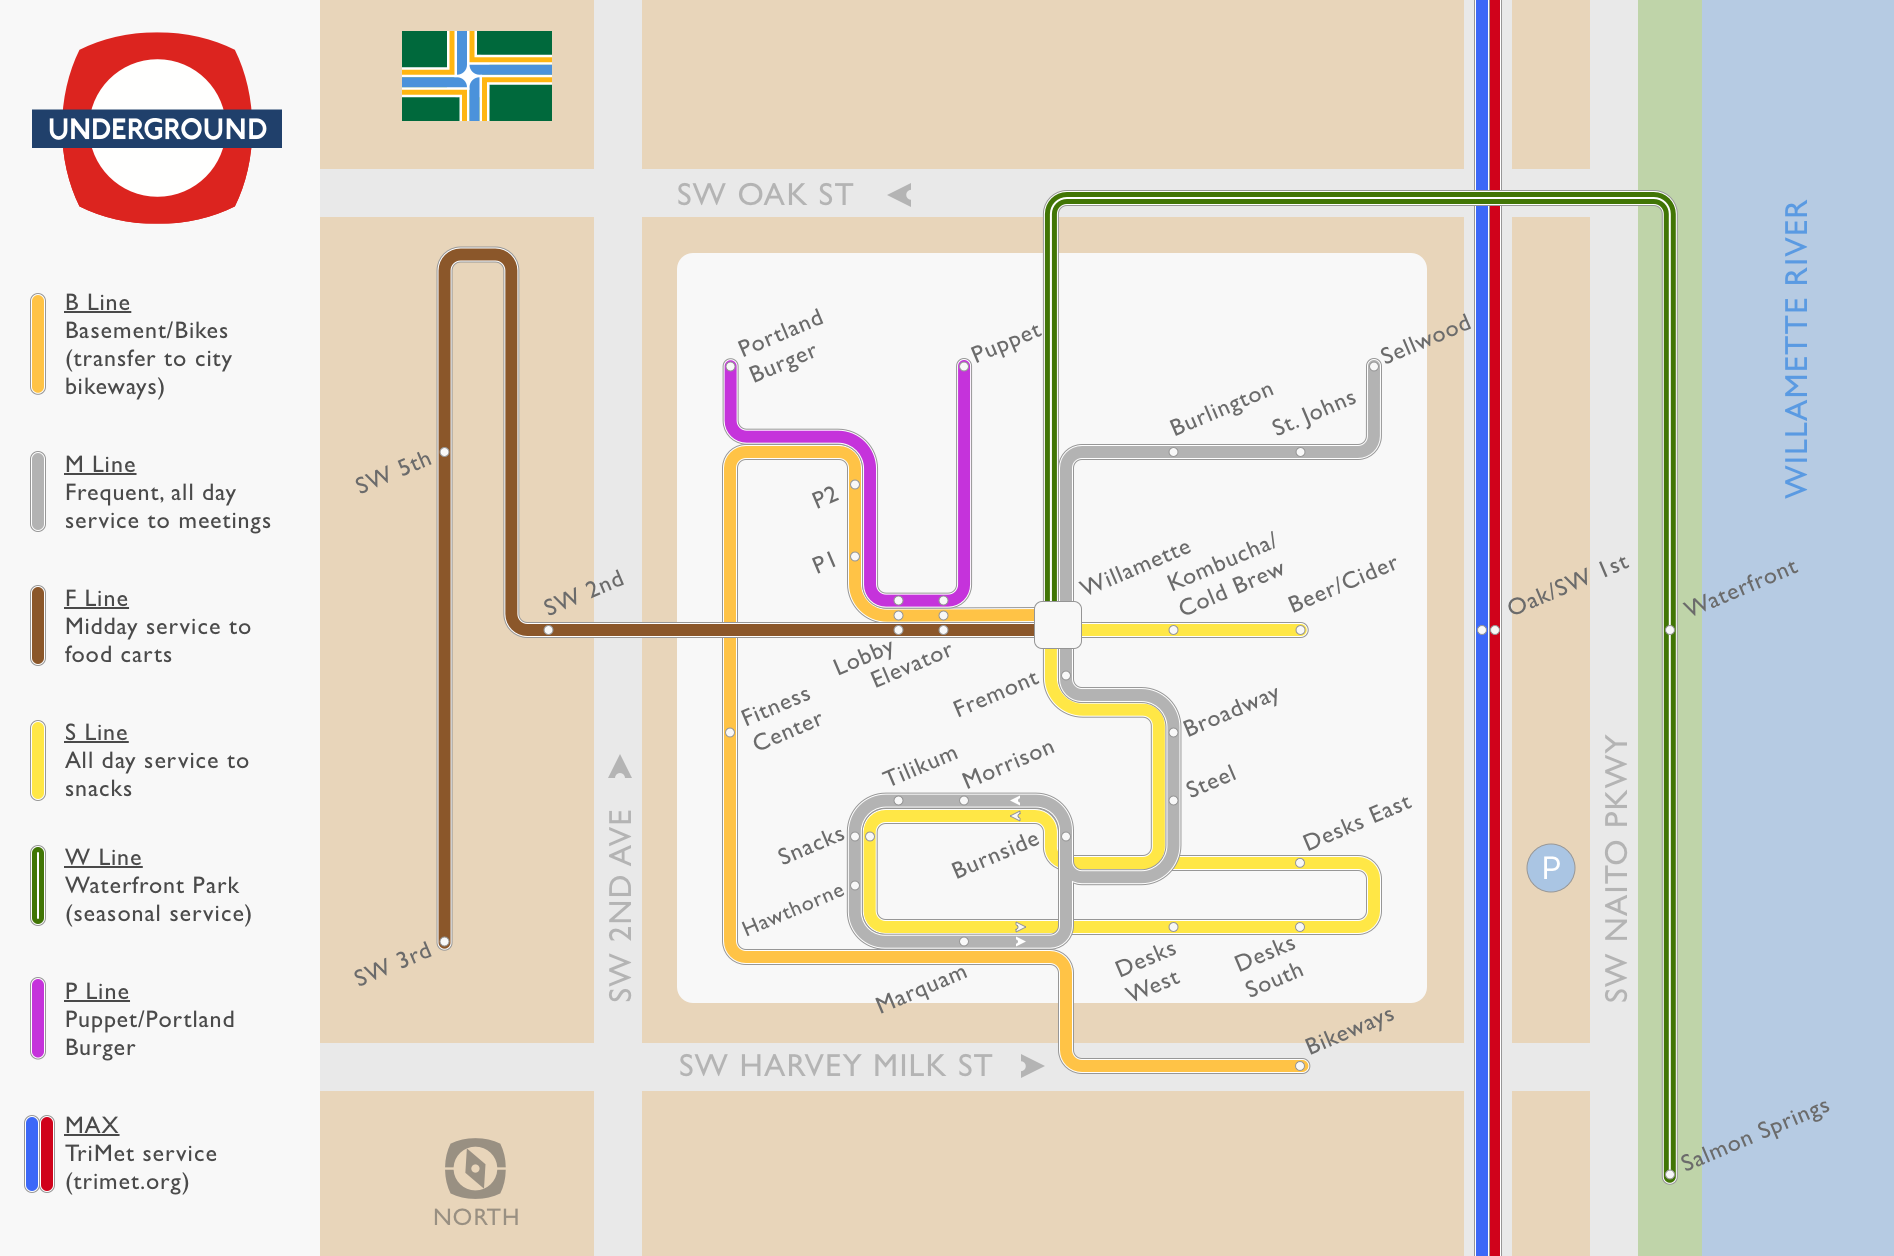 UNDERGROUND
B Line
Basement/Bikes
(transfer to city
bikeways)
M Line
Frequent, all day
service to meetings
F Line
Midday service to
food carts
S Line
All day service to
snacks
W Line
Waterfront Park
(seasonal service)
P Line
Puppet/Portland
Burger
MAX
TriMet service
(trimet.org)
SW OAK ST
Portland
Burger
Puppet
Sellwood
Burlington
St. Johns
SW 5th
P2
P1
SW 2nd
Willamette
Kombucha/
Cold Brew
Beer/Cider
Oak/SW 1st
Waterfront
WILLAMETTE RIVER
Lobby
Elevator
Fremont
Fitness
Center
Broadway
Tilikum
Morrison
Steel
Snacks
Burnside
Desks East
Hawthorne
SW 3rd
Marquam
Desks
West
Desks
South
SW 2ND AVE
SW NAITO PKWY
P
Bikeways
SW HARVEY MILK ST
Salmon Springs
NORTH